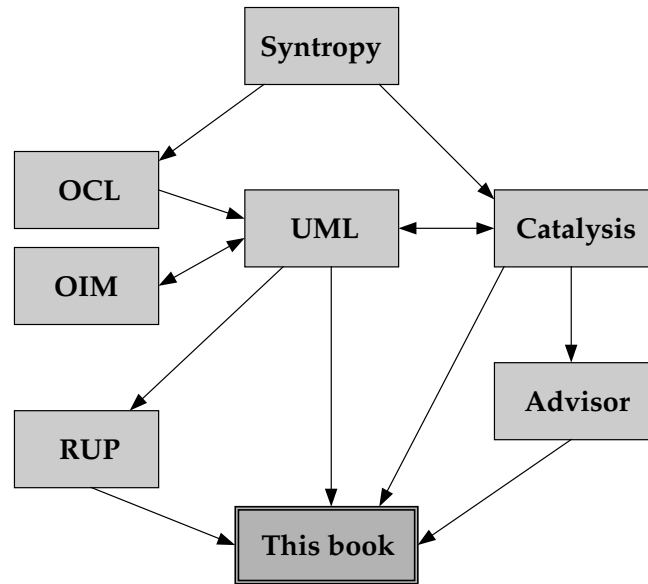 Syntropy
OCL
UML
Catalysis
OIM
Advisor
RUP
This book